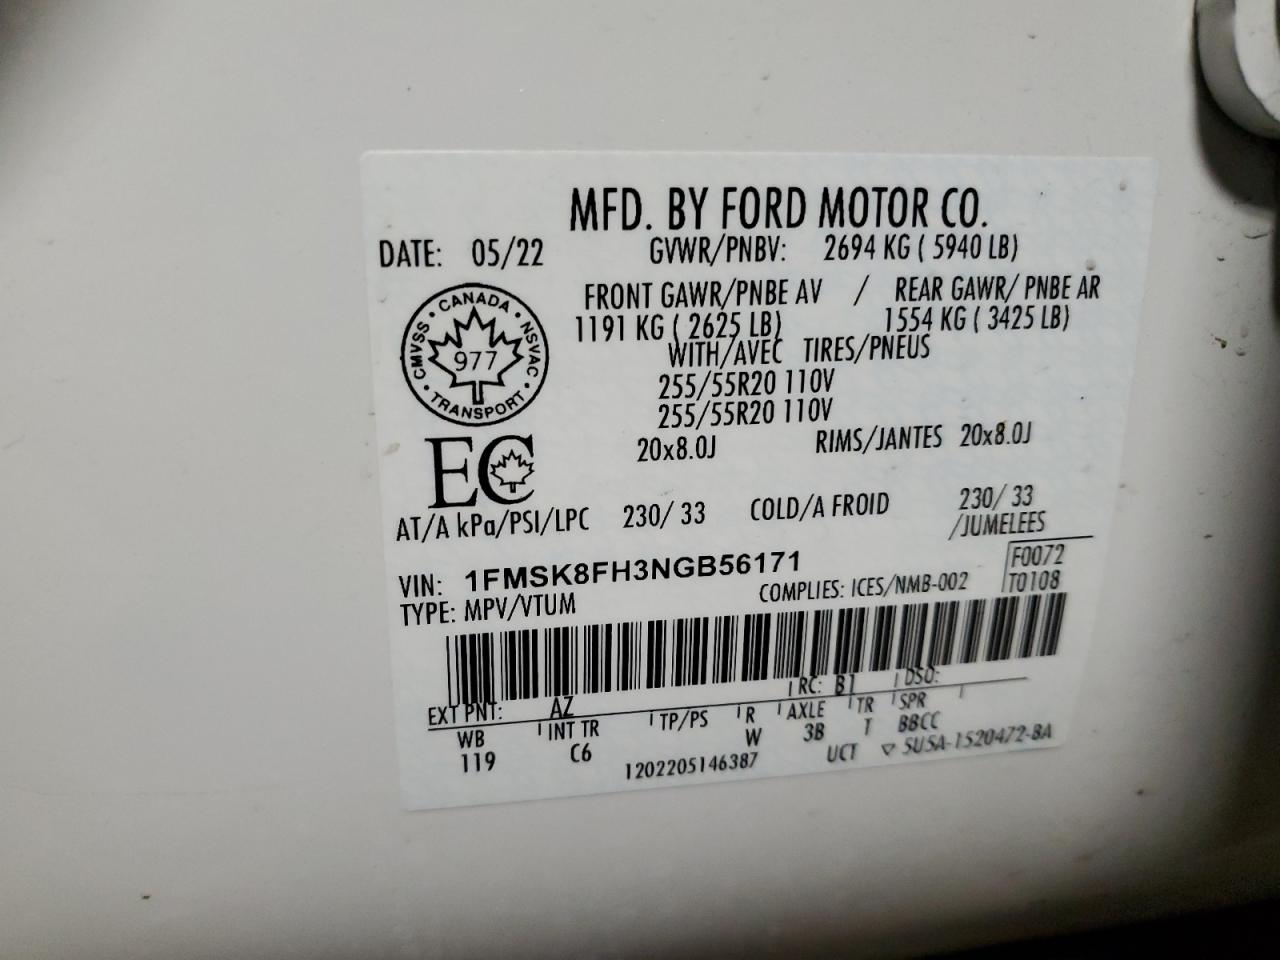 MFD. BY FORD MOTOR CO.
DATE: 05/22 GVWR/PNBV: 2694 KG ( 5940 LB)
FRONT GAWR/PNBE AV / REAR GAWR/ PNBE AR
1191 KG ( 2625 LB) 1554 KG ( 3425 LB)
WITH/AVEC TIRES/PNEUS
255/55R20 110V
255/55R20 110V
20x8.0J RIMS/JANTES 20x8.0J
CANADA · NSVAC · TRANSPORT · CMVSS ·
977
EC
AT/A kPa/PSI/LPC 230/ 33 COLD/A FROID 230/ 33
/JUMELEES
VIN: 1FMSK8FH3NGB56171 F0072
TYPE: MPV/VTUM COMPLIES: ICES/NMB-002 T0108
RC: B1 DSO:
EXT PNT: AZ
WB INT TR TP/PS R AXLE TR SPR
119 C6 W 3B T BBCC
1202205146387 UCT ▽ 5U5A-1520472-BA